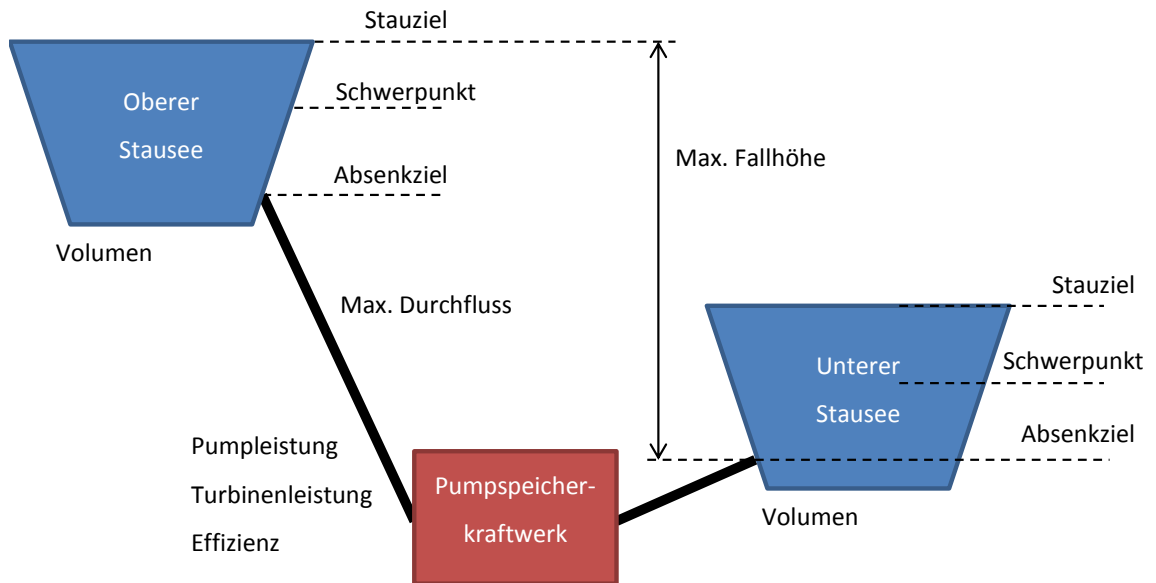 Stauziel
Oberer
Stausee
Schwerpunkt
Absenkziel
Volumen
Max. Fallhöhe
Max. Durchfluss
Stauziel
Unterer
Stausee
Schwerpunkt
Absenkziel
Volumen
Pumpleistung
Turbinenleistung
Effizienz
Pumpspeicher-
kraftwerk